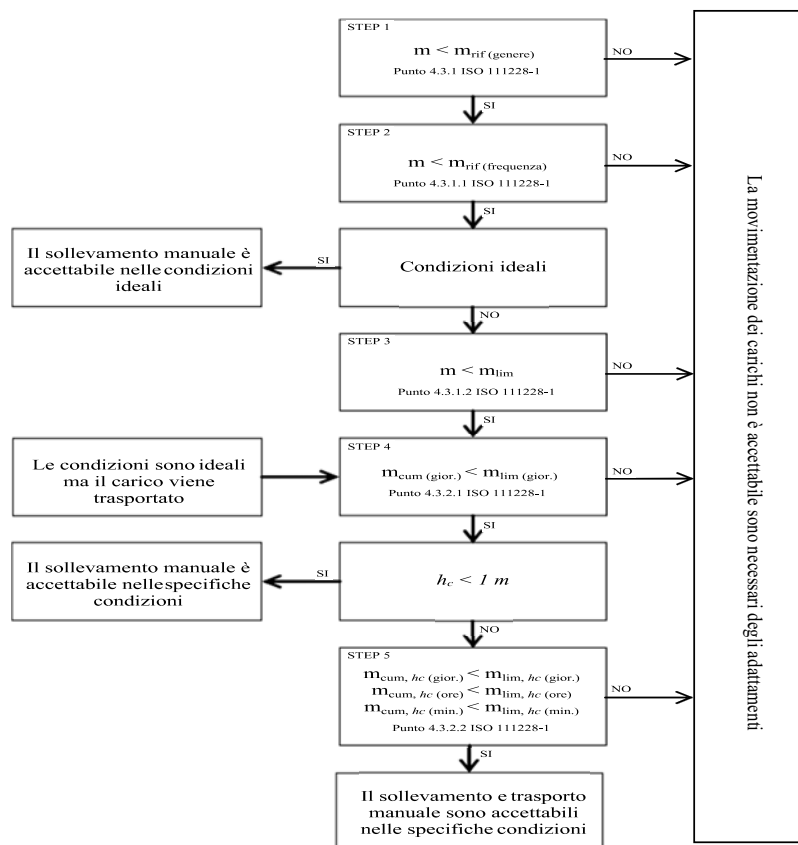 STEP 1
m < mrif (genere)
Punto 4.3.1 ISO 111228-1
NO
SI
STEP 2
m < mrif (frequenza)
Punto 4.3.1.1 ISO 111228-1
NO
SI
Il sollevamento manuale è
accettabile nelle condizioni
ideali
SI
Condizioni ideali
NO
STEP 3
m < mlim
Punto 4.3.1.2 ISO 111228-1
NO
SI
Le condizioni sono ideali
ma il carico viene
trasportato
STEP 4
mcum (gior.) < mlim (gior.)
Punto 4.3.2.1 ISO 111228-1
NO
SI
Il sollevamento manuale è
accettabile nelle specifiche
condizioni
SI
hc < 1 m
NO
STEP 5
mcum, hc (gior.) < mlim, hc (gior.)
mcum, hc (ore) < mlim, hc (ore)
mcum, hc (min.) < mlim, hc (min.)
Punto 4.3.2.2 ISO 111228-1
NO
SI
Il sollevamento e trasporto
manuale sono accettabili
nelle specifiche condizioni
La movimentazione dei carichi non è accettabile sono necessari degli adattamenti